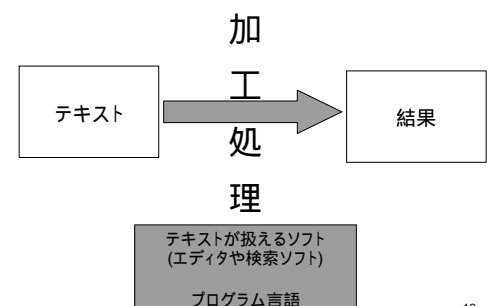 加
工
処
理
テキスト
結果
テキストが扱えるソフト
(エディタや検索ソフト)
プログラム言語